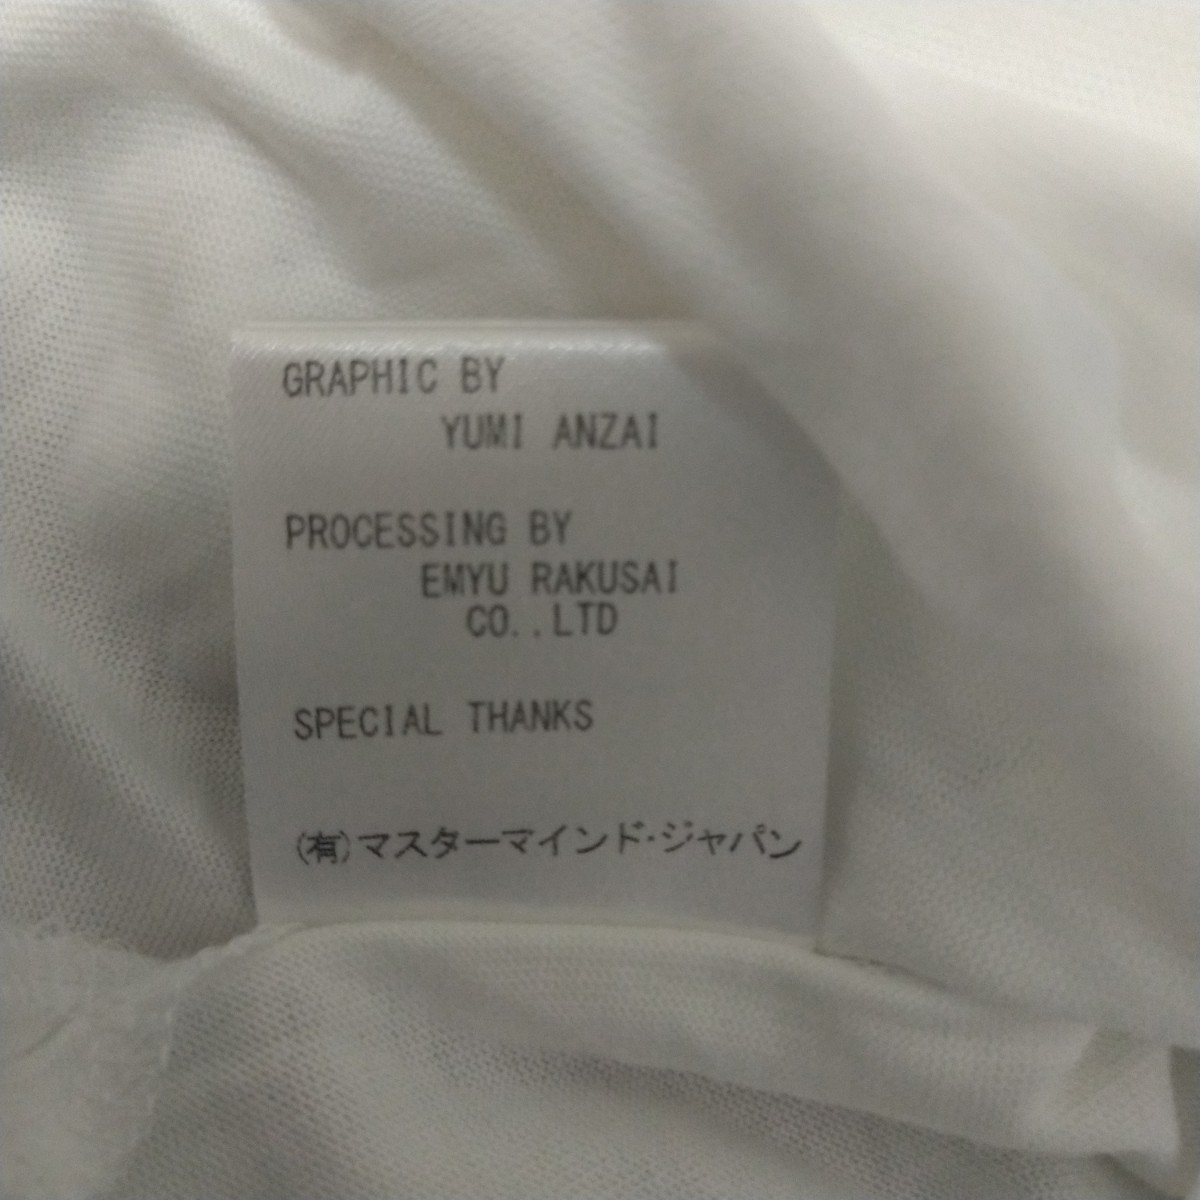 GRAPHIC BY
YUMI ANZAI
PROCESSING BY
EMYU RAKUSAI
CO.,LTD
SPECIAL THANKS
(有)マスターマインド・ジャパン